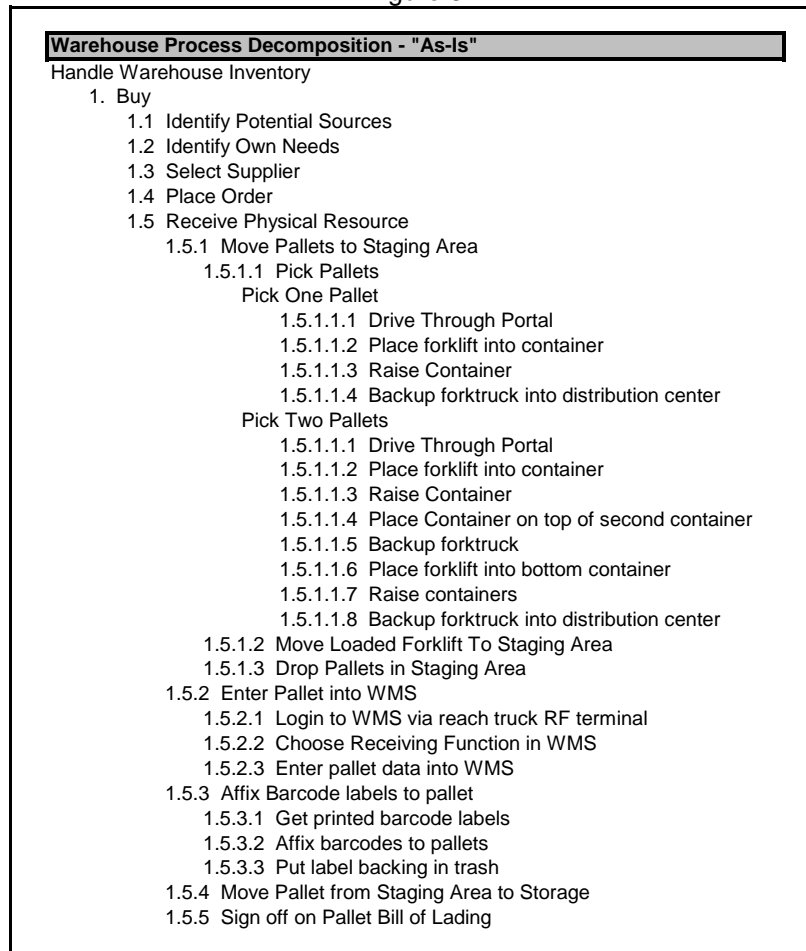 Warehouse Process Decomposition - "As-Is"
Handle Warehouse Inventory
1. Buy
1.1 Identify Potential Sources
1.2 Identify Own Needs
1.3 Select Supplier
1.4 Place Order
1.5 Receive Physical Resource
1.5.1 Move Pallets to Staging Area
1.5.1.1 Pick Pallets
Pick One Pallet
1.5.1.1.1 Drive Through Portal
1.5.1.1.2 Place forklift into container
1.5.1.1.3 Raise Container
1.5.1.1.4 Backup forktruck into distribution center
Pick Two Pallets
1.5.1.1.1 Drive Through Portal
1.5.1.1.2 Place forklift into container
1.5.1.1.3 Raise Container
1.5.1.1.4 Place Container on top of second container
1.5.1.1.5 Backup forktruck
1.5.1.1.6 Place forklift into bottom container
1.5.1.1.7 Raise containers
1.5.1.1.8 Backup forktruck into distribution center
1.5.1.2 Move Loaded Forklift To Staging Area
1.5.1.3 Drop Pallets in Staging Area
1.5.2 Enter Pallet into WMS
1.5.2.1 Login to WMS via reach truck RF terminal
1.5.2.2 Choose Receiving Function in WMS
1.5.2.3 Enter pallet data into WMS
1.5.3 Affix Barcode labels to pallet
1.5.3.1 Get printed barcode labels
1.5.3.2 Affix barcodes to pallets
1.5.3.3 Put label backing in trash
1.5.4 Move Pallet from Staging Area to Storage
1.5.5 Sign off on Pallet Bill of Lading